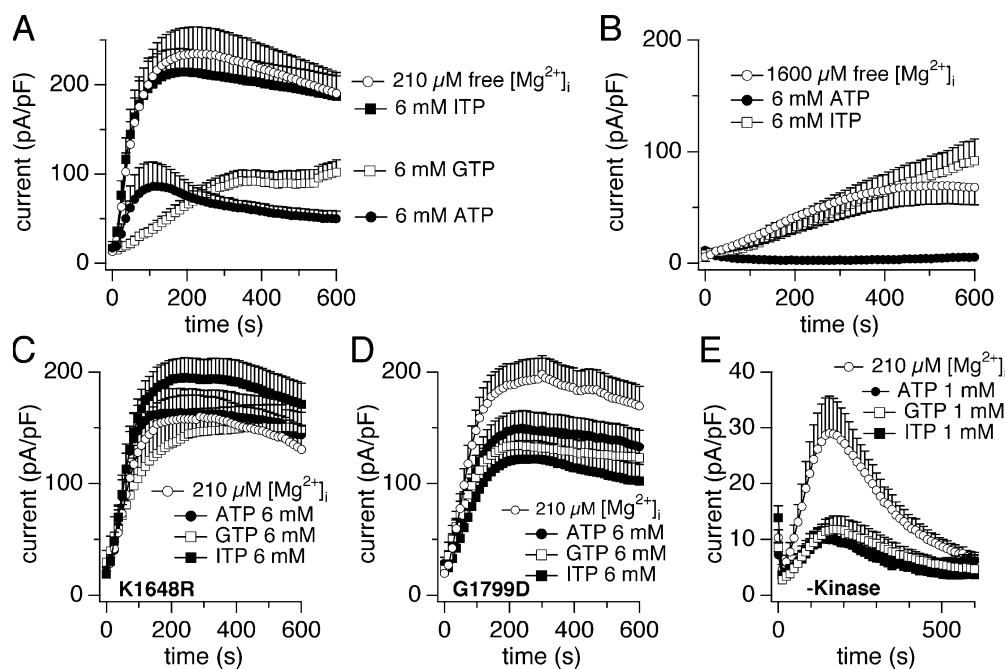 A
current (pA/pF)
200
100
0
0 200 400 600
time (s)
210 µM free [Mg2+]i
6 mM ITP
6 mM GTP
6 mM ATP
B
current (pA/pF)
200
100
0
0 200 400 600
time (s)
1600 µM free [Mg2+]i
6 mM ATP
6 mM ITP
C
current (pA/pF)
200
100
0
0 200 400 600
time (s)
210 µM [Mg2+]i
ATP 6 mM
GTP 6 mM
ITP 6 mM
K1648R
D
current (pA/pF)
200
100
0
0 200 400 600
time (s)
210 µM [Mg2+]i
ATP 6 mM
GTP 6 mM
ITP 6 mM
G1799D
E
current (pA/pF)
40
30
20
10
0
0 500
time (s)
210 µM [Mg2+]i
ATP 1 mM
GTP 1 mM
ITP 1 mM
-Kinase